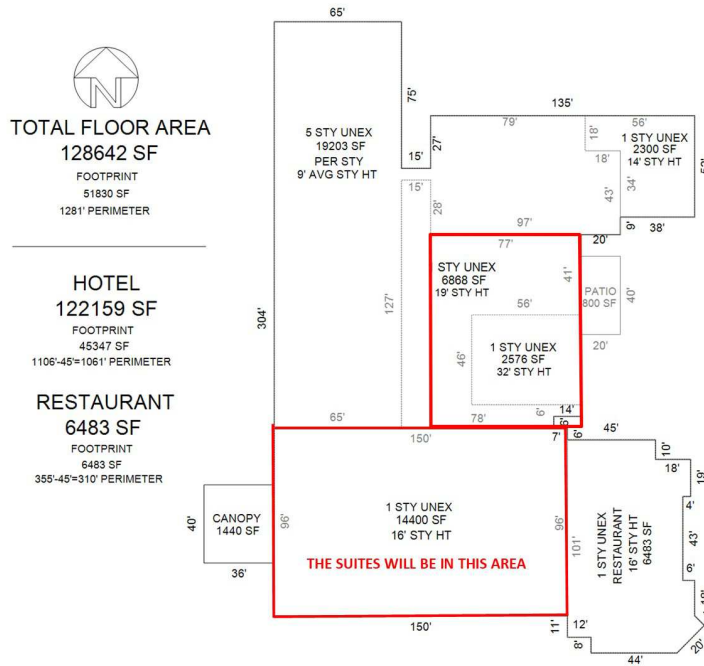 N
TOTAL FLOOR AREA
128642 SF
FOOTPRINT
51830 SF
1281' PERIMETER
HOTEL
122159 SF
FOOTPRINT
45347 SF
1106'-45'=1061' PERIMETER
RESTAURANT
6483 SF
FOOTPRINT
6483 SF
355'-45'=310' PERIMETER
65'
75'
5 STY UNEX
19203 SF
PER STY
9' AVG STY HT
15'
27'
135'
79'
56'
18'
18'
1 STY UNEX
2300 SF
14' STY HT
43'
34'
9'
38'
20'
15'
28'
97'
77'
127'
304'
STY UNEX
6868 SF
19' STY HT
41'
PATIO
800 SF
40'
20'
56'
46'
1 STY UNEX
2576 SF
32' STY HT
6'
14'
65'
78'
150'
7'
6'
45'
10'
18'
19'
4'
43'
6'
CANOPY
1440 SF
40'
36'
96'
1 STY UNEX
14400 SF
16' STY HT
THE SUITES WILL BE IN THIS AREA
96'
101'
1 STY UNEX
RESTAURANT
16' STY HT
6483 SF
150'
11'
12'
8'
44'
20'